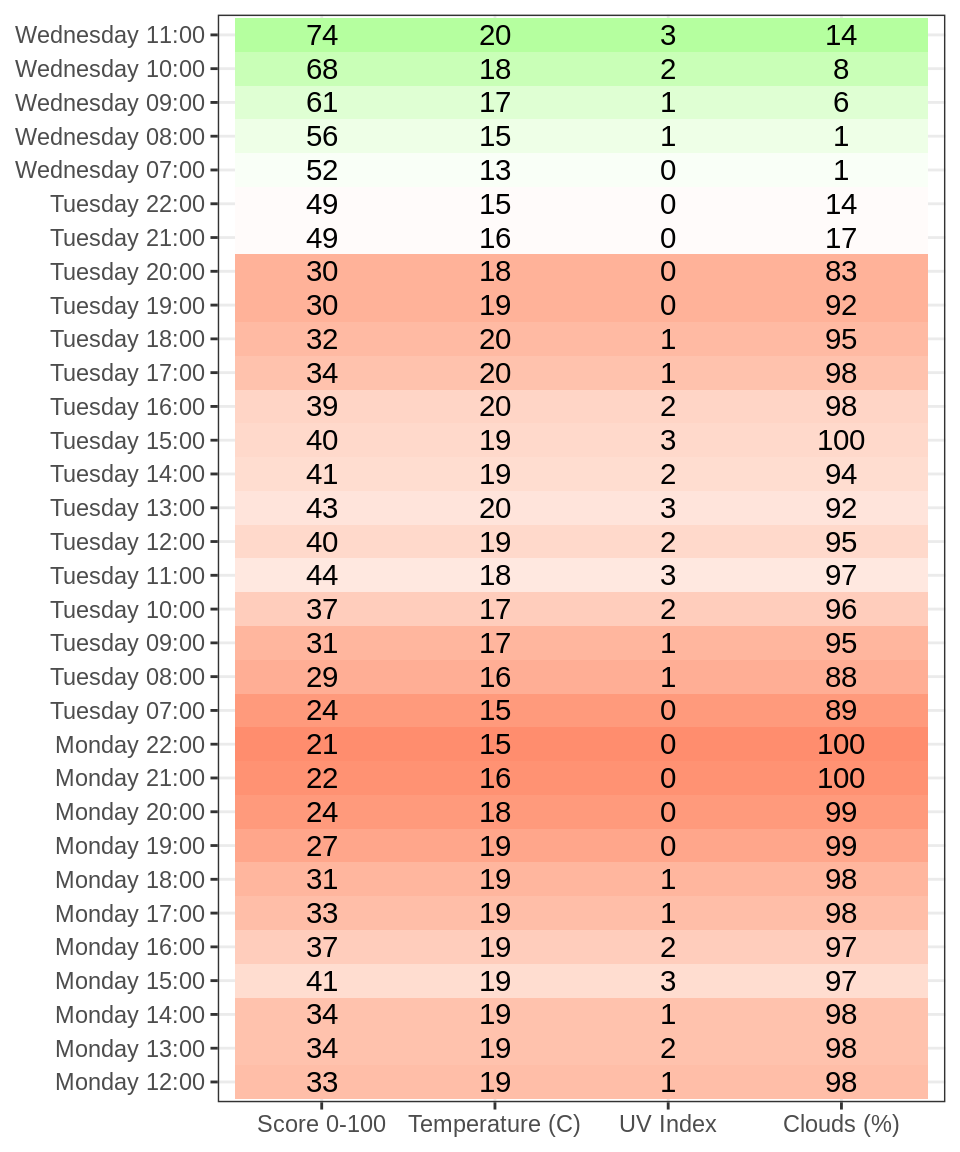 Wednesday 11:00 74 20 3 14
Wednesday 10:00 68 18 2 8
Wednesday 09:00 61 17 1 6
Wednesday 08:00 56 15 1 1
Wednesday 07:00 52 13 0 1
Tuesday 22:00 49 15 0 14
Tuesday 21:00 49 16 0 17
Tuesday 20:00 30 18 0 83
Tuesday 19:00 30 19 0 92
Tuesday 18:00 32 20 1 95
Tuesday 17:00 34 20 1 98
Tuesday 16:00 39 20 2 98
Tuesday 15:00 40 19 3 100
Tuesday 14:00 41 19 2 94
Tuesday 13:00 43 20 3 92
Tuesday 12:00 40 19 2 95
Tuesday 11:00 44 18 3 97
Tuesday 10:00 37 17 2 96
Tuesday 09:00 31 17 1 95
Tuesday 08:00 29 16 1 88
Tuesday 07:00 24 15 0 89
Monday 22:00 21 15 0 100
Monday 21:00 22 16 0 100
Monday 20:00 24 18 0 99
Monday 19:00 27 19 0 99
Monday 18:00 31 19 1 98
Monday 17:00 33 19 1 98
Monday 16:00 37 19 2 97
Monday 15:00 41 19 3 97
Monday 14:00 34 19 1 98
Monday 13:00 34 19 2 98
Monday 12:00 33 19 1 98
Score 0-100 Temperature (C) UV Index Clouds (%)